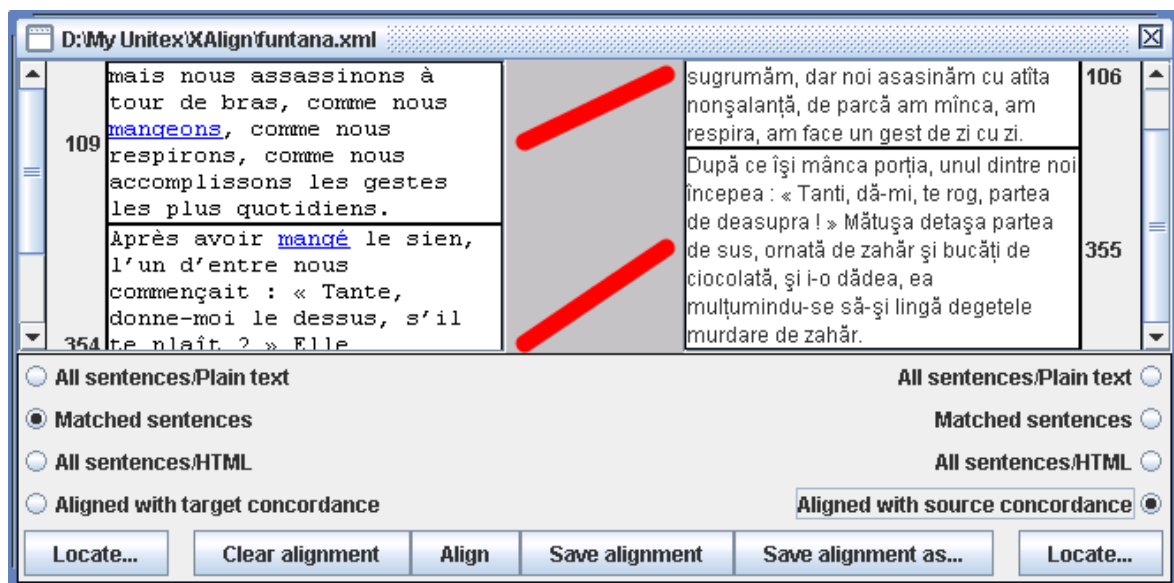 D:\My Unitex\XAlign\funtana.xml
mais nous assassinons à
tour de bras, comme nous
mangeons, comme nous
109
respirons, comme nous
accomplissons les gestes
les plus quotidiens.
Après avoir mangé le sien,
l'un d'entre nous
commençait : « Tante,
donne-moi le dessus, s'il
354
te plaît ? » Elle
sugrumăm, dar noi asasinăm cu atîta
106
nonşalanţă, de parcă am mînca, am
respira, am face un gest de zi cu zi.
După ce îşi mânca porţia, unul dintre noi
începea : « Tanti, dă-mi, te rog, partea
de deasupra ! » Mătuşa detaşa partea
de sus, ornată de zahăr şi bucăţi de
355
ciocolată, şi i-o dădea, ea
mulţumindu-se să-şi lingă degetele
murdare de zahăr.
All sentences/Plain text
All sentences/Plain text
Matched sentences
Matched sentences
All sentences/HTML
All sentences/HTML
Aligned with target concordance
Aligned with source concordance
Locate...
Clear alignment
Align
Save alignment
Save alignment as...
Locate...